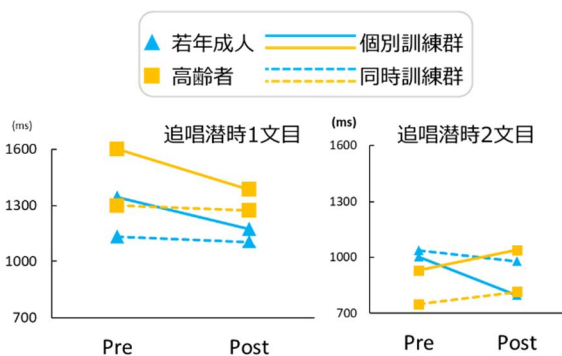 若年成人 個別訓練群
高齢者 同時訓練群
(ms) 追唱潜時1文目
1600
1300
1000
700
Pre Post
(ms) 追唱潜時2文目
1600
1300
1000
700
Pre Post